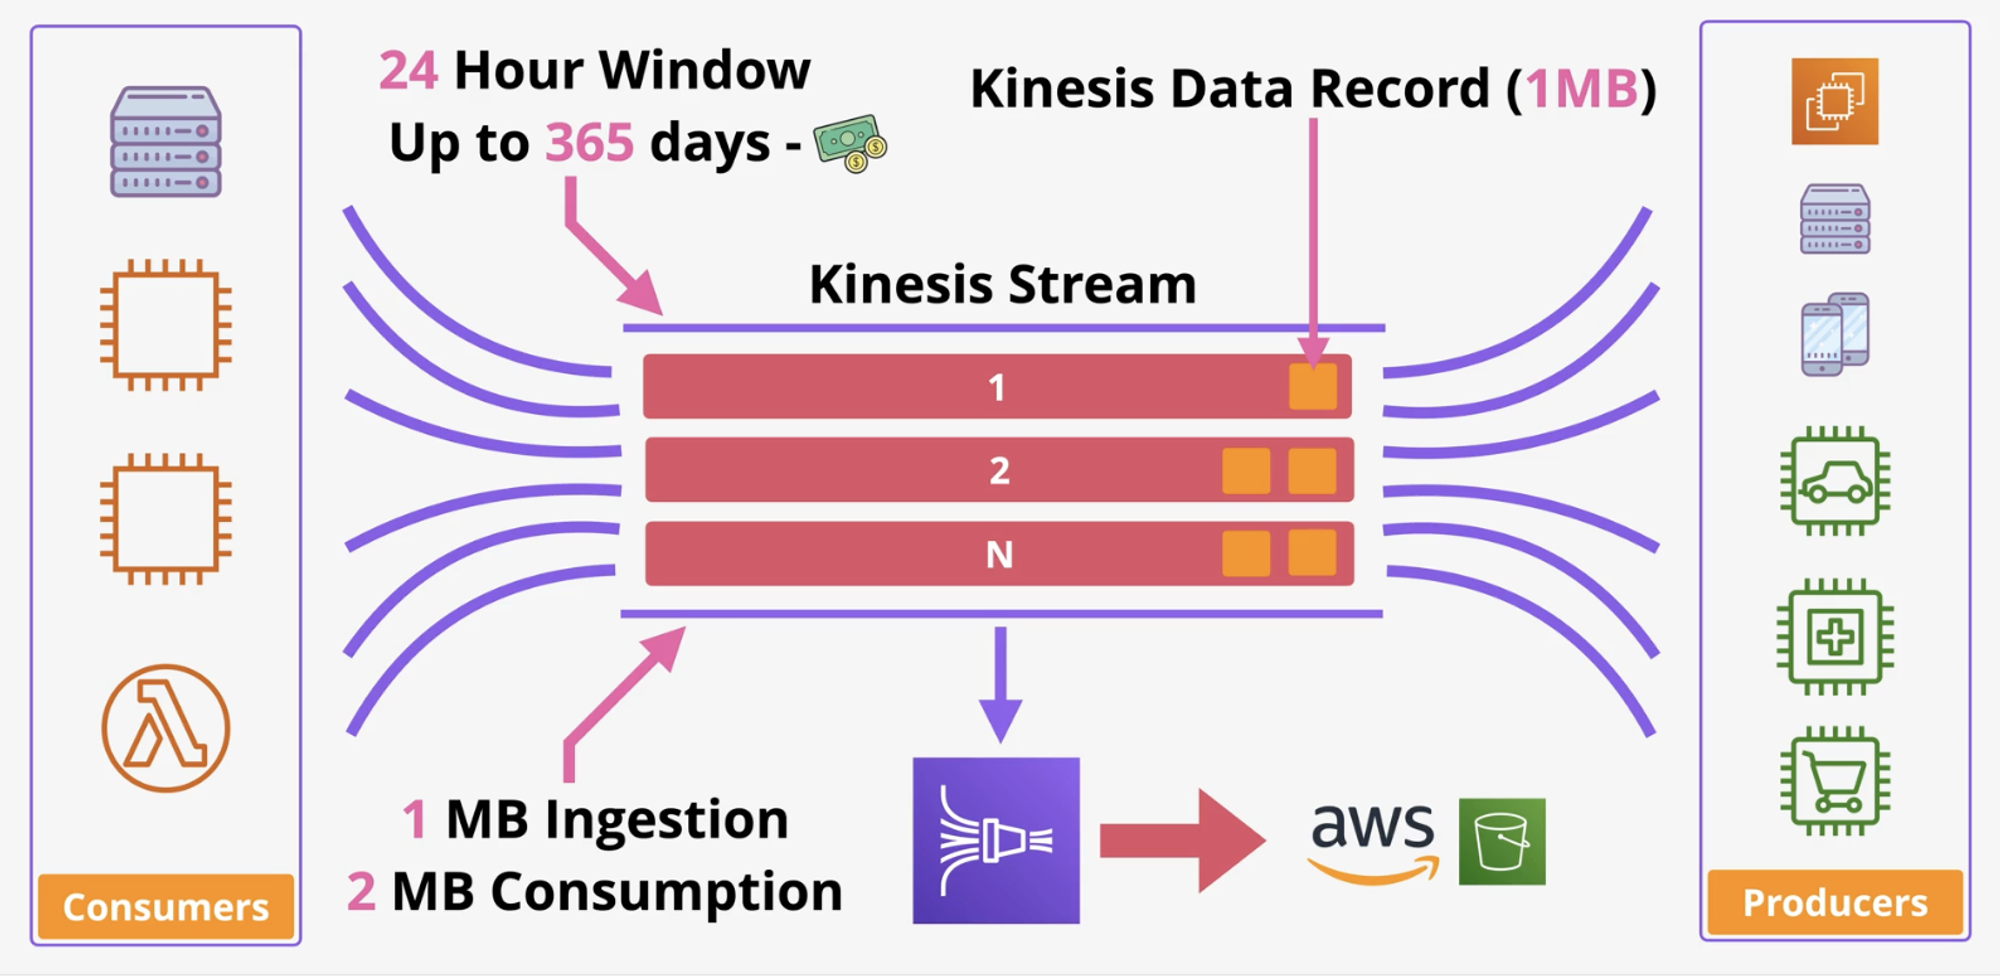 24 Hour Window
Up to 365 days -
Kinesis Data Record (1MB)
Kinesis Stream
1
2
N
1 MB Ingestion
2 MB Consumption
aws
Consumers
Producers